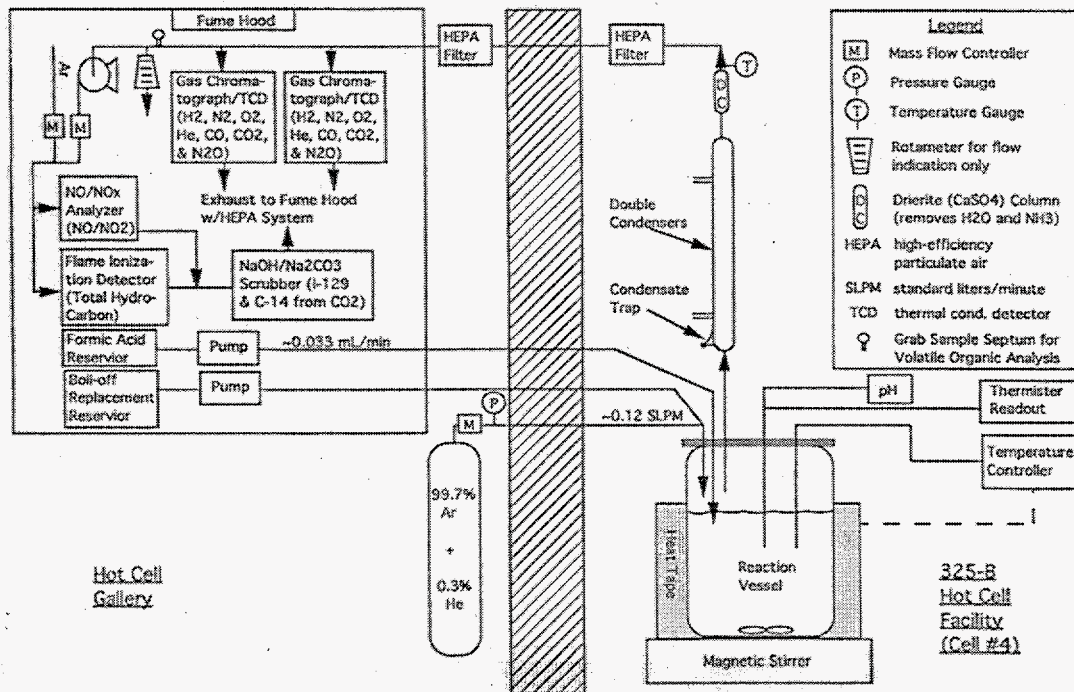 Fume Hood
Ar
M
M
Gas Chroma-
tograph/TCD
(H2, N2, O2,
He, CO, CO2,
& N2O)
Gas Chroma-
tograph/TCD
(H2, N2, O2,
He, CO, CO2,
& N2O)
HEPA
Filter
HEPA
Filter
T
D
C
NO/NOx
Analyzer
(NO/NO2)
Exhaust to Fume Hood
w/HEPA System
Flame Ioniza-
tion Detector
(Total Hydro-
Carbon)
NaOH/Na2CO3
Scrubber (I-129
& C-14 from CO2)
Formic Acid
Reservior
Pump
~0.033 mL/min
Boil-off
Replacement
Reservior
Pump
P
M
~0.12 SLPM
99.7%
Ar
+
0.3%
He
Hot Cell
Gallery
Double
Condensers
Condensate
Trap
Legend
M Mass Flow Controller
P Pressure Gauge
T Temperature Gauge
Rotameter for flow
indication only
D
C
Drierite (CaSO4) Column
(removes H2O and NH3)
HEPA high-efficiency
particulate air
SLPM standard liters/minute
TCD thermal cond. detector
Grab Sample Septum for
Volatile Organic Analysis
pH
Thermister
Readout
Temperature
Controller
Heat Tape
Reaction
Vessel
Magnetic Stirrer
325-B
Hot Cell
Facility
(Cell #4)